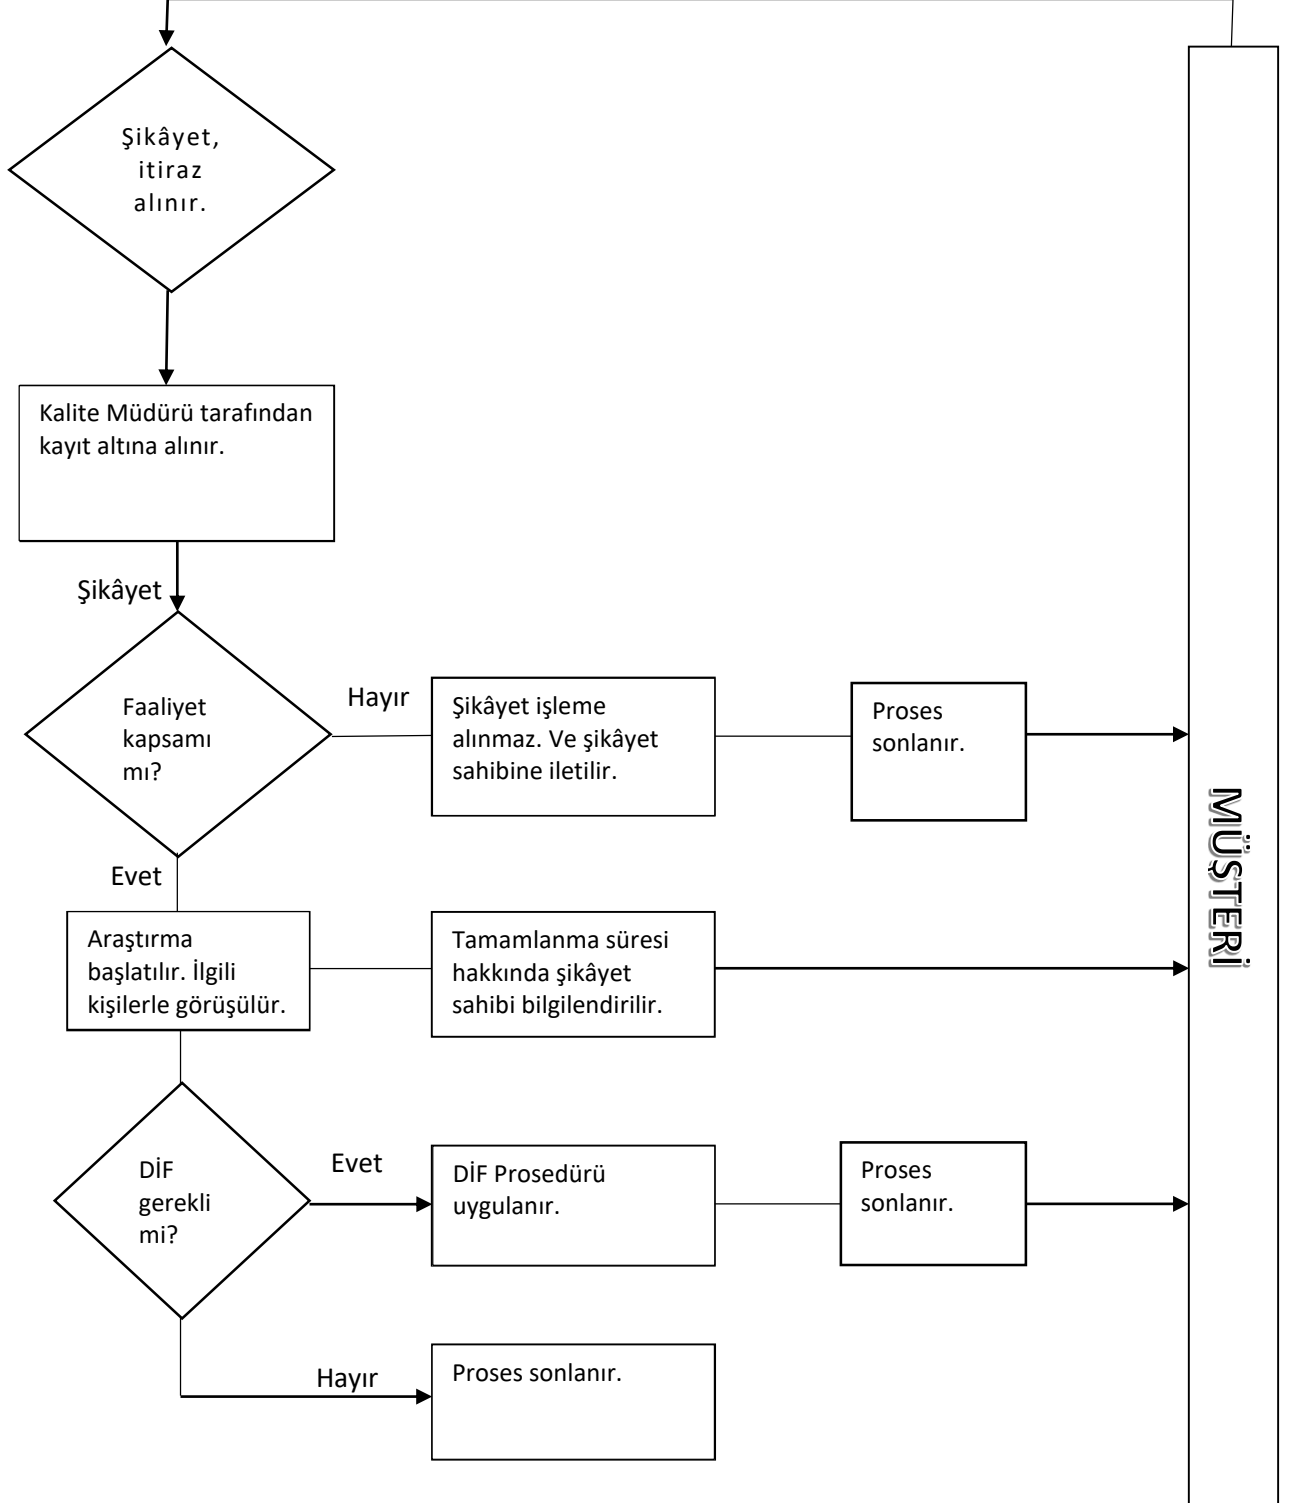 Şikâyet,
itiraz
alınır.
Kalite Müdürü tarafından
kayıt altına alınır.
Şikâyet
Faaliyet
kapsamı
mı?
Hayır
Şikâyet işleme
alınmaz. Ve şikâyet
sahibine iletilir.
Proses
sonlanır.
MÜŞTERİ
Evet
Araştırma
başlatılır. İlgili
kişilerle görüşülür.
Tamamlanma süresi
hakkında şikâyet
sahibi bilgilendirilir.
DİF
gerekli
mi?
Evet
DİF Prosedürü
uygulanır.
Proses
sonlanır.
Hayır
Proses sonlanır.